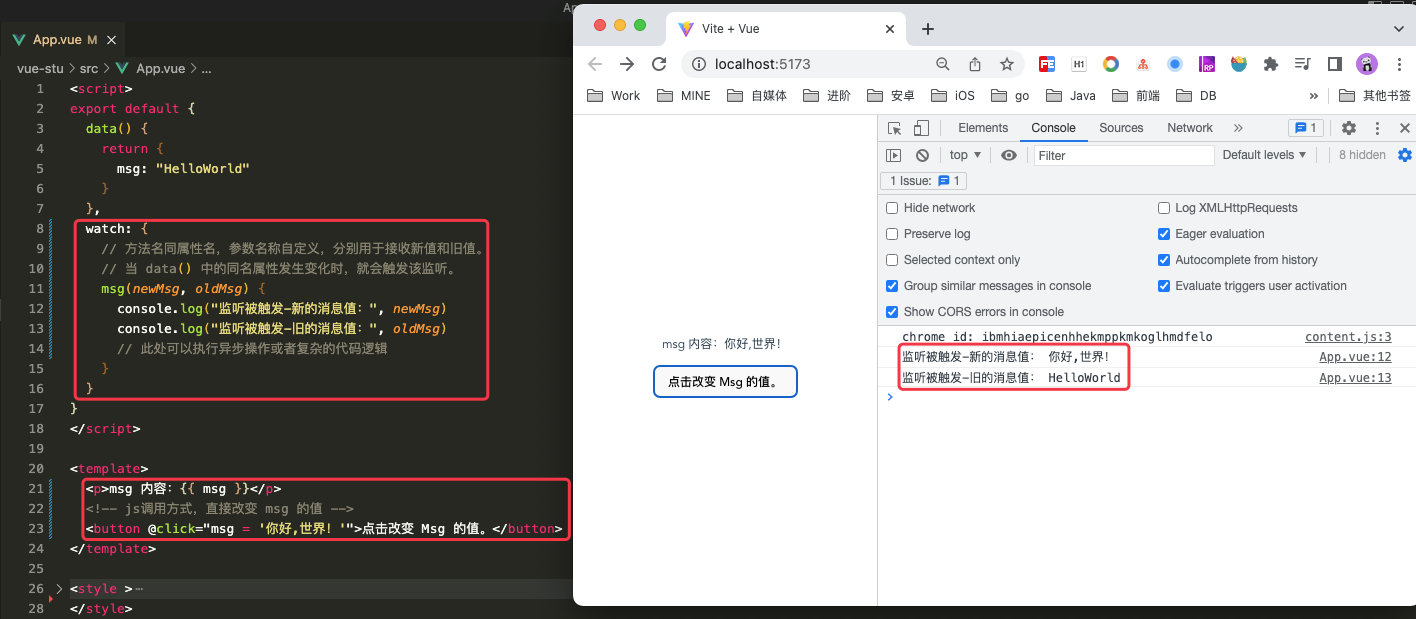 App.vue M
vue-stu > src > App.vue > ...
1 <script>
2 export default {
3 data() {
4 return {
5 msg: "HelloWorld"
6 }
7 },
8 watch: {
9 // 方法名同属性名，参数名称自定义，分别用于接收新值和旧值。
10 // 当 data() 中的同名属性发生变化时，就会触发该监听。
11 msg(newMsg, oldMsg) {
12 console.log("监听被触发-新的消息值：", newMsg)
13 console.log("监听被触发-旧的消息值：", oldMsg)
14 // 此处可以执行异步操作或者复杂的代码逻辑
15 }
16 }
17 }
18 </script>
19
20 <template>
21 <p>msg 内容：{{ msg }}</p>
22 <!-- js调用方式，直接改变 msg 的值 -->
23 <button @click="msg = '你好,世界！'">点击改变 Msg 的值。</button>
24 </template>
25
26 <style >…
28 </style>
Vite + Vue
localhost:5173
Work MINE 自媒体 进阶 安卓 iOS go Java 前端 DB » 其他书签
msg 内容：你好,世界！
点击改变 Msg 的值。
Elements Console Sources Network » 1
top Filter Default levels 8 hidden
1 Issue: 1
Hide network Log XMLHttpRequests
Preserve log Eager evaluation
Selected context only Autocomplete from history
Group similar messages in console Evaluate triggers user activation
Show CORS errors in console
chrome id: ibmhiaepicenhhekmppkmkoglhmdfelo content.js:3
监听被触发-新的消息值： 你好,世界！ App.vue:12
监听被触发-旧的消息值： HelloWorld App.vue:13